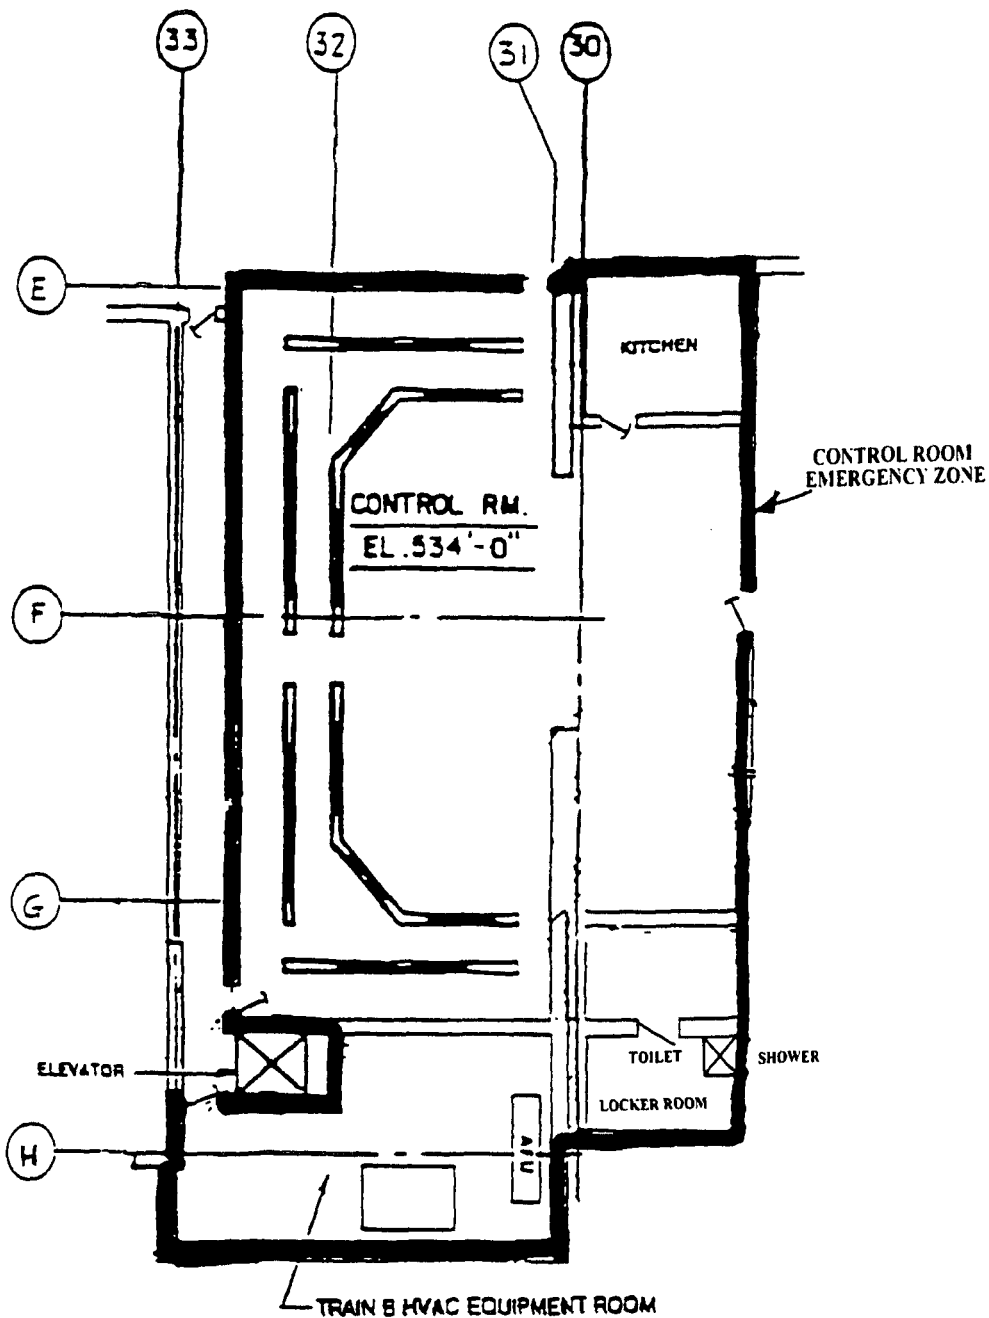 33
32
31
30
E
KITCHEN
CONTROL ROOM
EMERGENCY ZONE
CONTROL RM.
EL.534'-0"
F
G
TOILET
SHOWER
ELEVATOR
LOCKER ROOM
A/U
H
TRAIN B HVAC EQUIPMENT ROOM